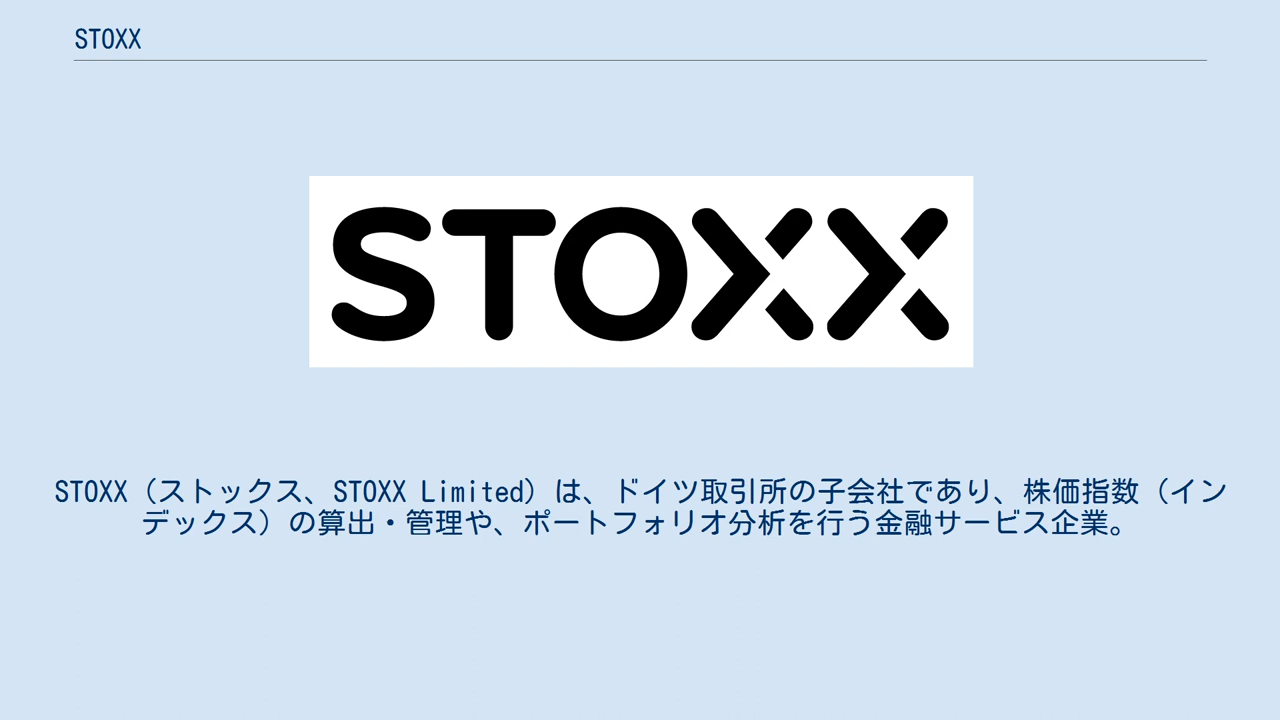 STOXX
STOXX
STOXX（ストックス、STOXX Limited）は、ドイツ取引所の子会社であり、株価指数（イン
デックス）の算出・管理や、ポートフォリオ分析を行う金融サービス企業。